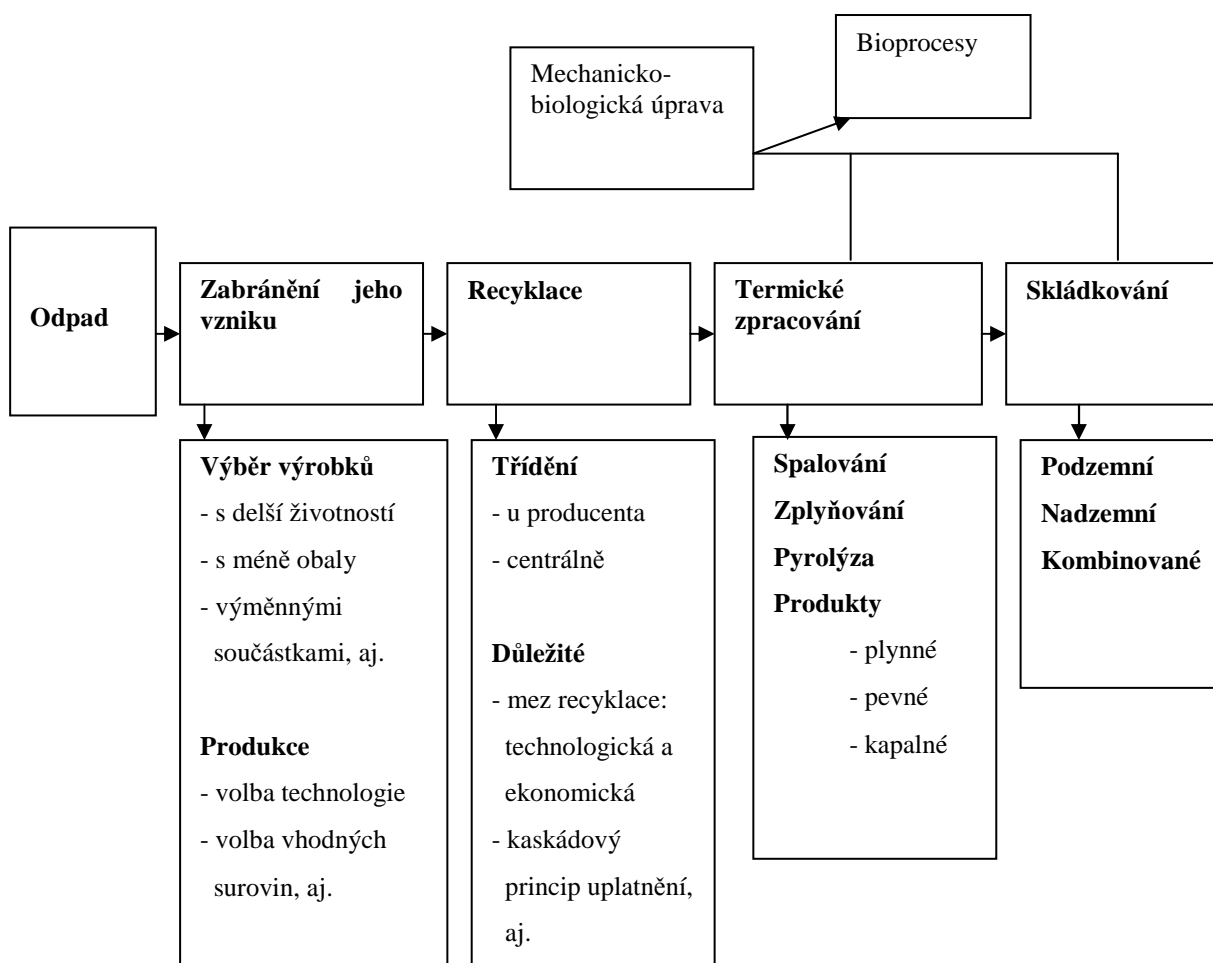 Bioprocesy
Mechanicko-
biologická úprava
Odpad
Zabránění jeho
vzniku
Recyklace
Termické
zpracování
Skládkování
Výběr výrobků
- s delší životností
- s méně obaly
- výměnnými
součástkami, aj.
Produkce
- volba technologie
- volba vhodných
surovin, aj.
Třídění
- u producenta
- centrálně
Důležité
- mez recyklace:
technologická a
ekonomická
- kaskádový
princip uplatnění,
aj.
Spalování
Zplyňování
Pyrolýza
Produkty
- plynné
- pevné
- kapalné
Podzemní
Nadzemní
Kombinované